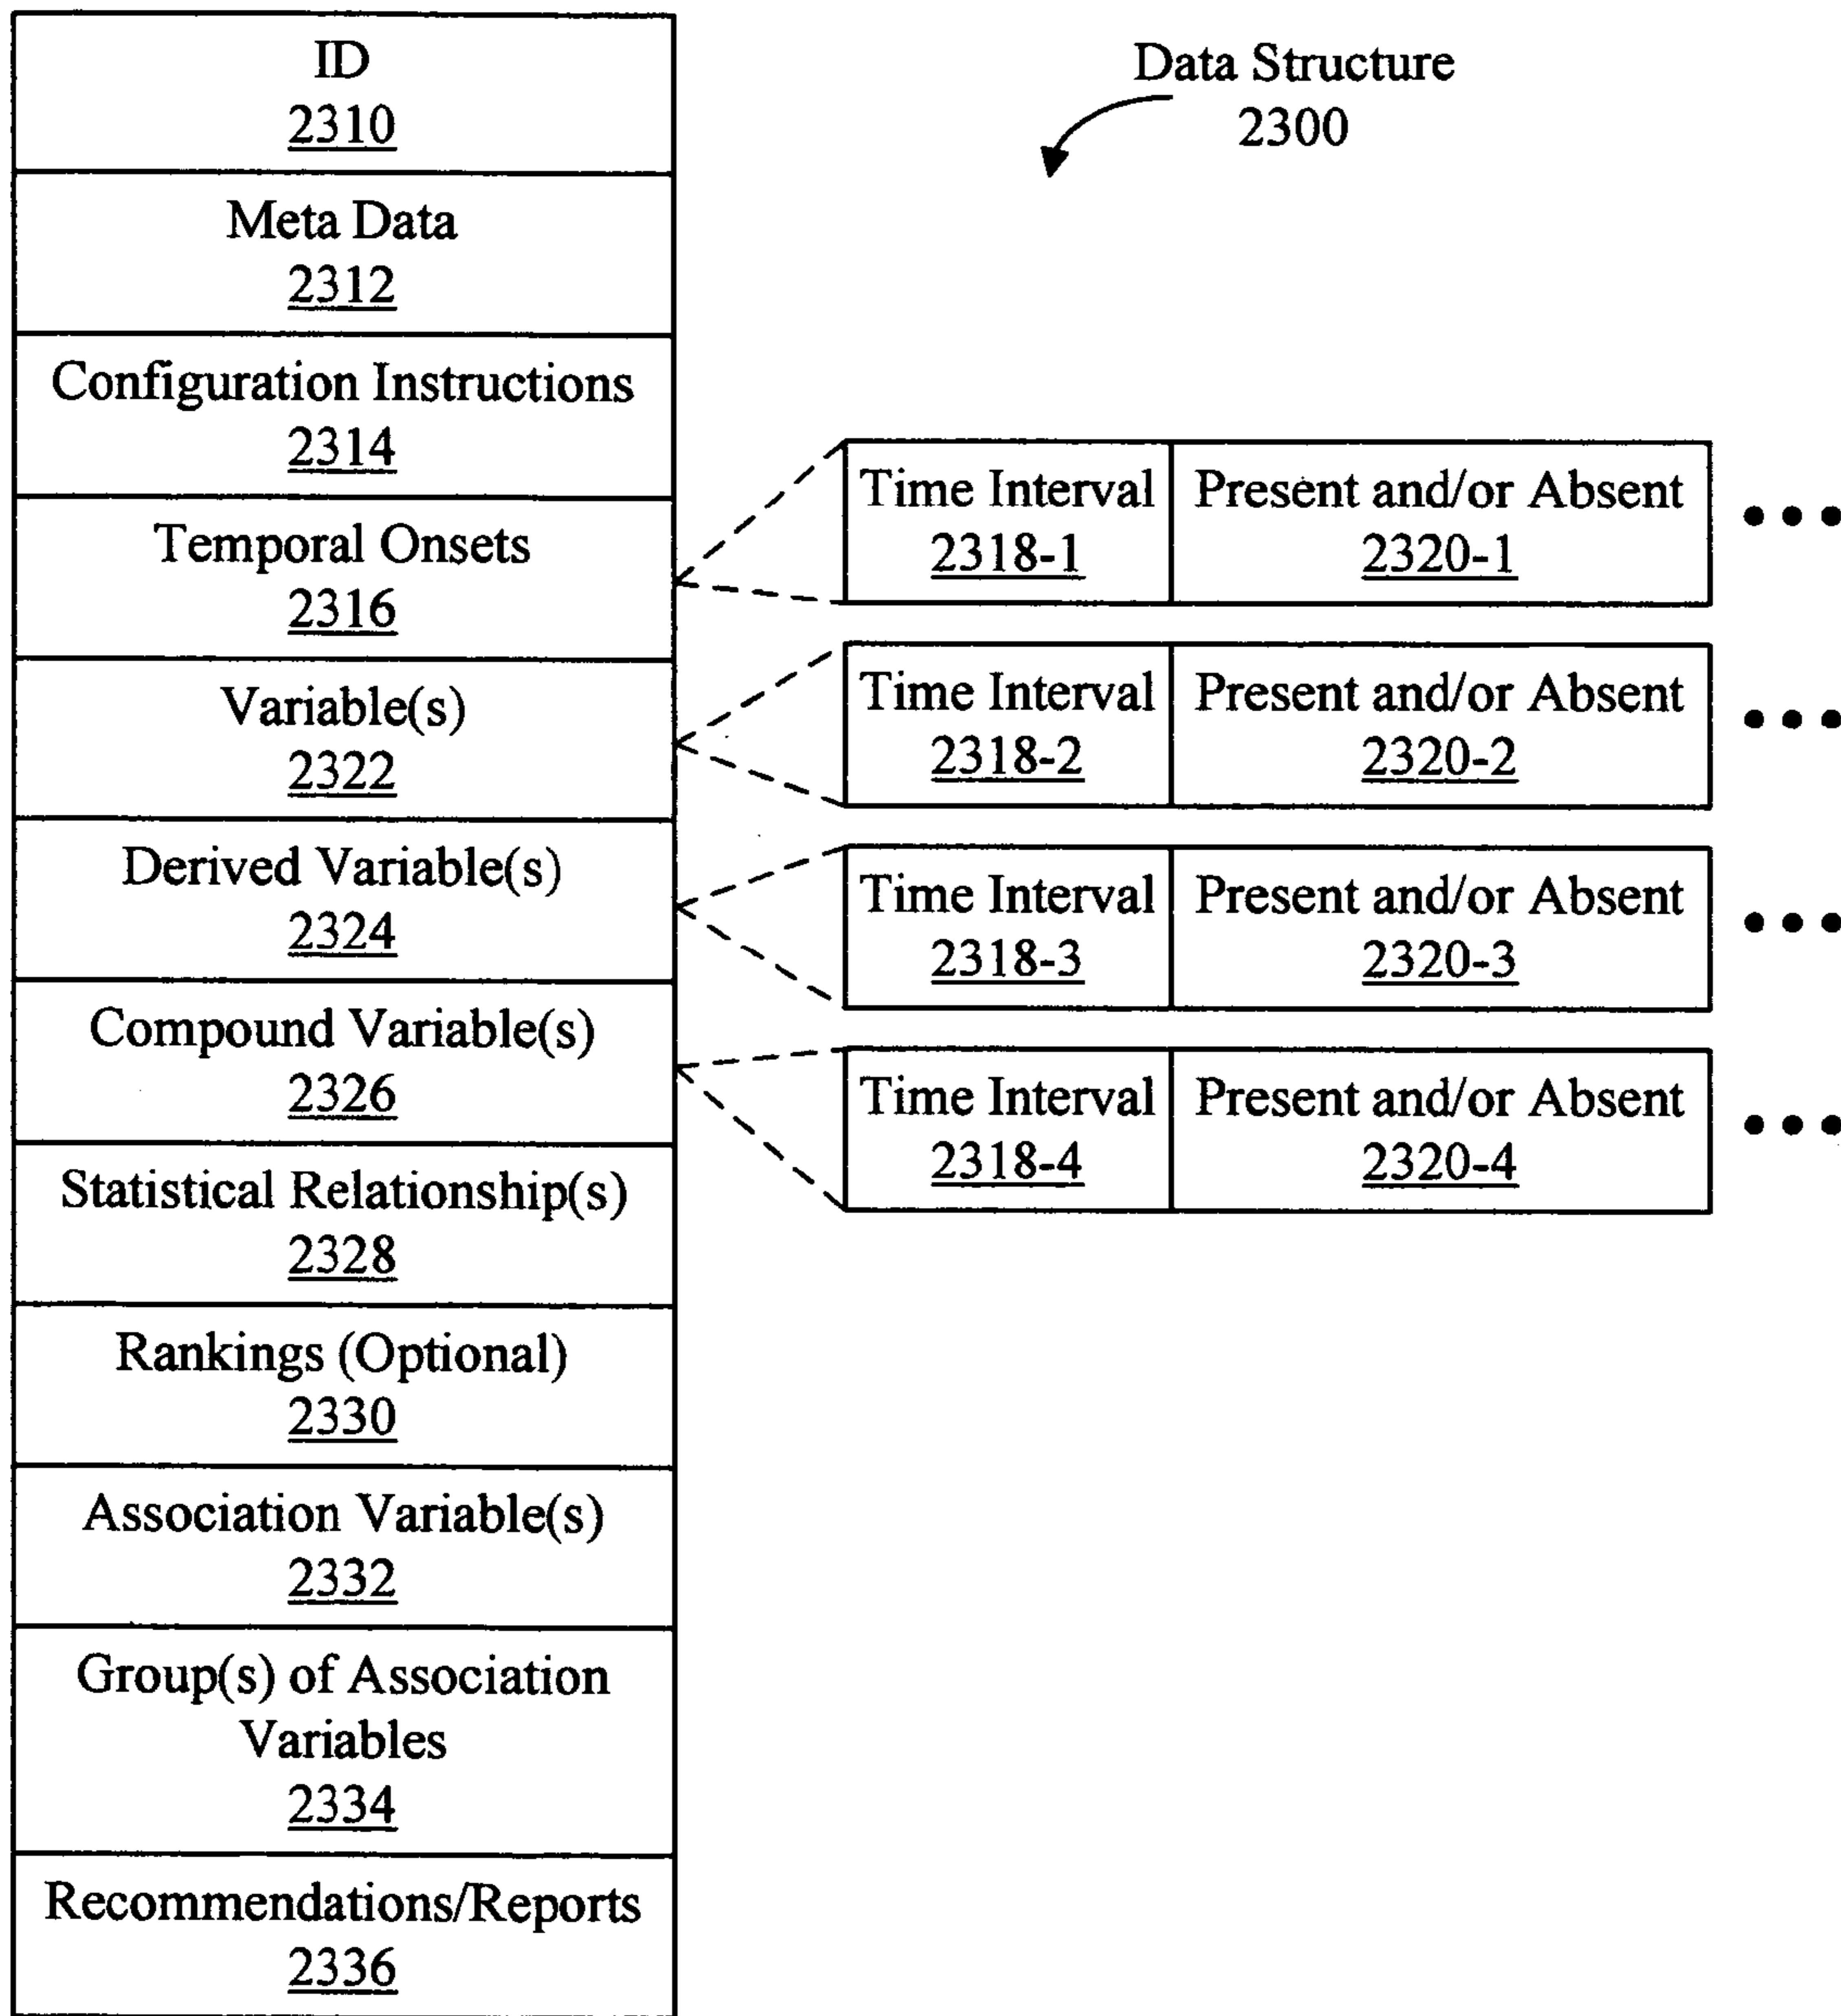 ID
2310
Meta Data
2312
Configuration Instructions
2314
Temporal Onsets
2316
Variable(s)
2322
Derived Variable(s)
2324
Compound Variable(s)
2326
Statistical Relationship(s)
2328
Rankings (Optional)
2330
Association Variable(s)
2332
Group(s) of Association
Variables
2334
Recommendations/Reports
2336
Data Structure
2300
Time Interval
2318-1
Present and/or Absent
2320-1
Time Interval
2318-2
Present and/or Absent
2320-2
Time Interval
2318-3
Present and/or Absent
2320-3
Time Interval
2318-4
Present and/or Absent
2320-4